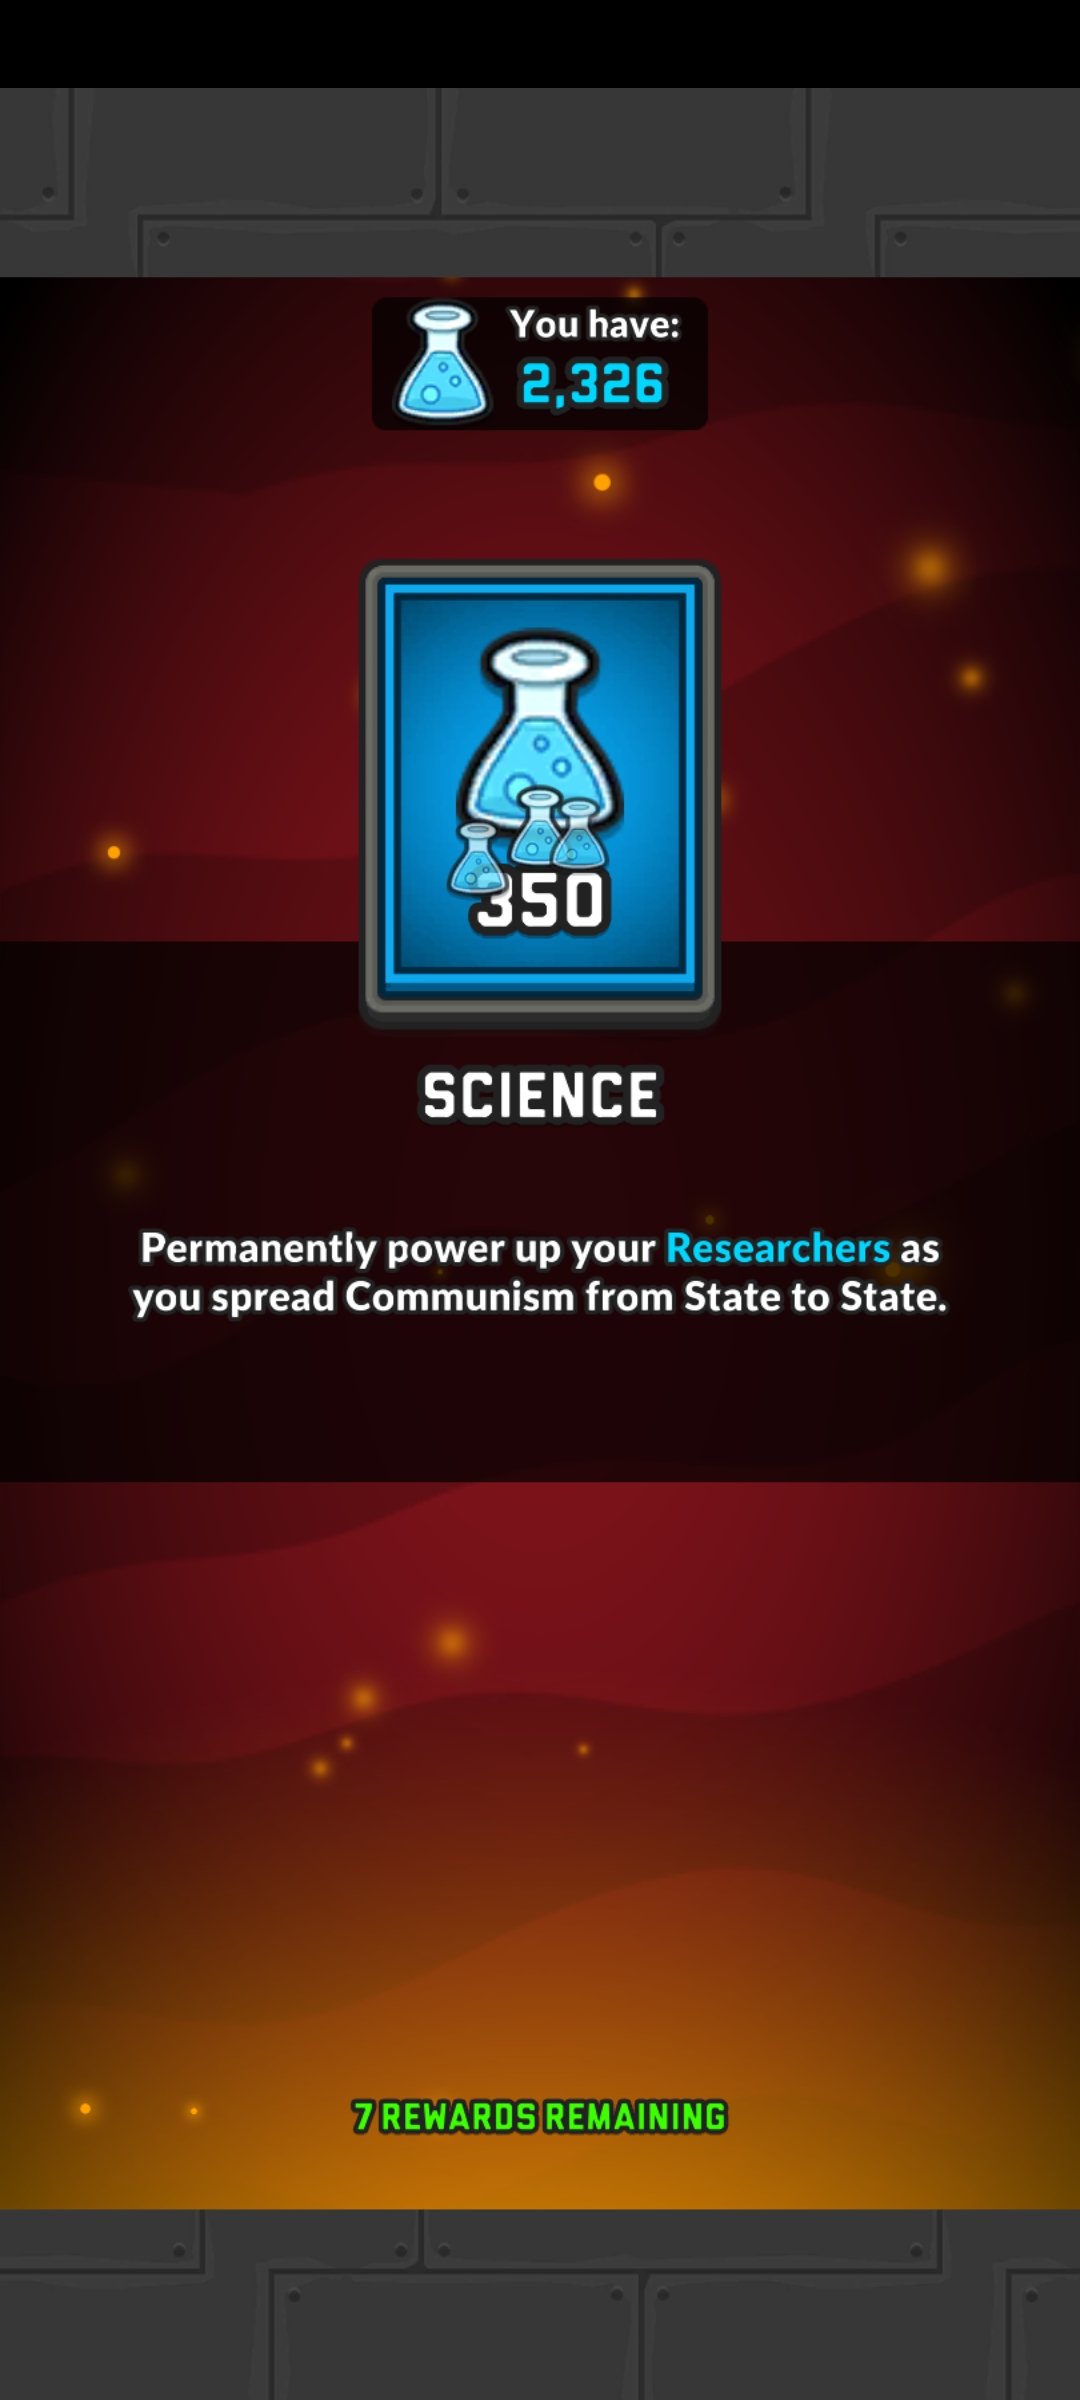 You have:
2,326
350
SCIENCE
Permanently power up your Researchers as
you spread Communism from State to State.
7 REWARDS REMAINING